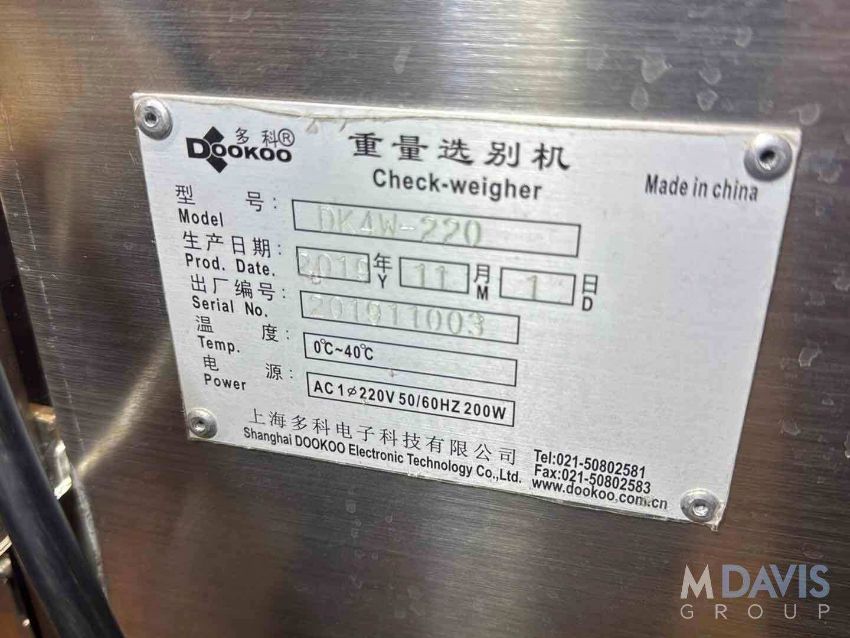 多科®
DOOKOO
重量选别机
Check-weigher
Made in china
型 号:
Model
DK4W-220
生产日期:
Prod. Date.
2019 年 Y 11 月 M 1 日 D
出厂编号:
Serial No.
201911003
温 度:
Temp.
0℃~40℃
电 源:
Power
AC 1⌀220V 50/60HZ 200W
上海多科电子科技有限公司
Shanghai DOOKOO Electronic Technology Co.,Ltd.
Tel:021-50802581
Fax:021-50802583
www.dookoo.com.cn
MDAVIS
GROUP